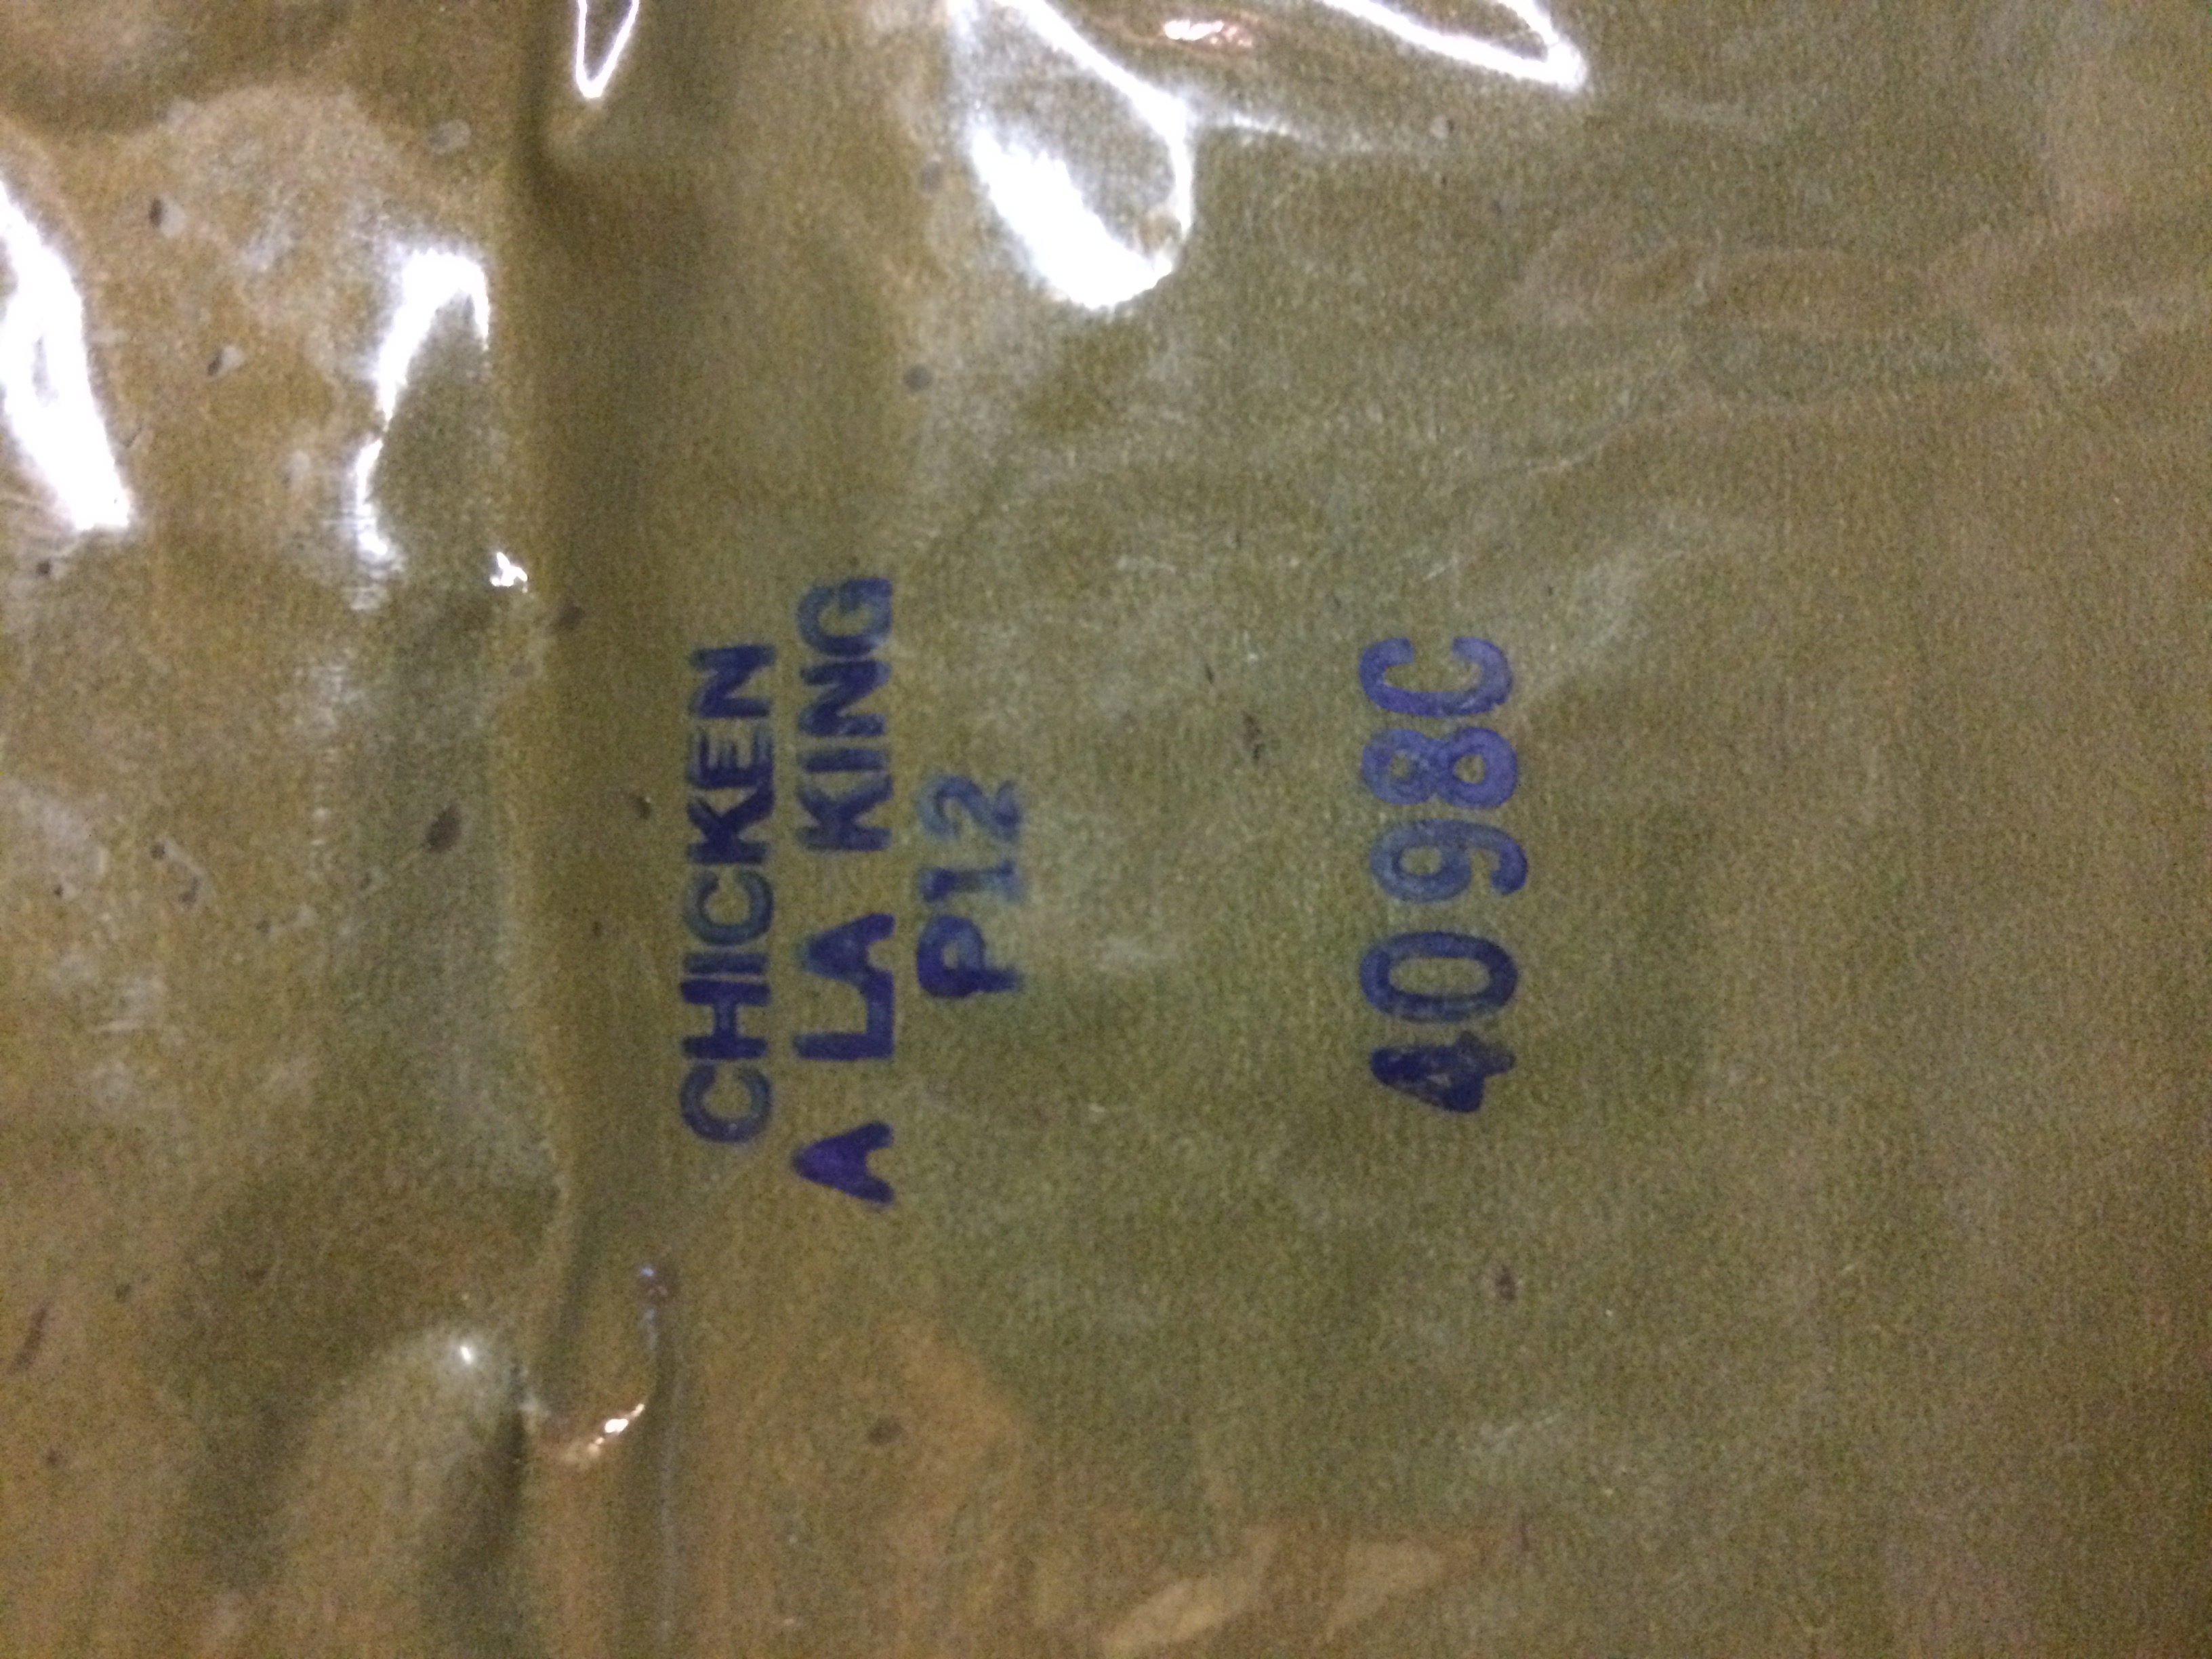 CHICKEN
A LA KING
P12
4098C